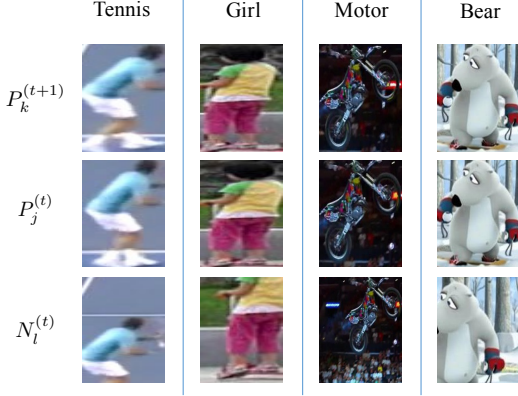 Tennis Girl Motor Bear
P_k^{(t+1)}
P_j^{(t)}
N_l^{(t)}